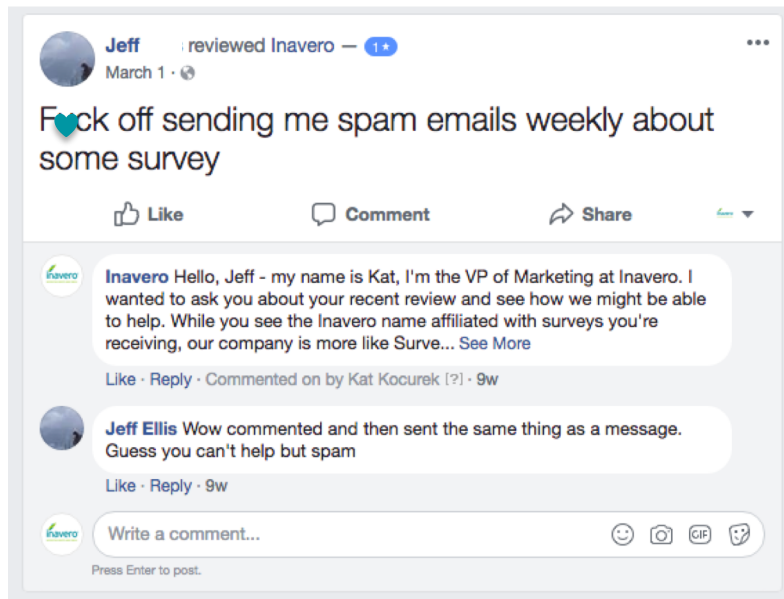 Jeff reviewed Inavero — 1★
March 1 ·
F ck off sending me spam emails weekly about
some survey
Like Comment Share inavero
inavero
Inavero Hello, Jeff - my name is Kat, I'm the VP of Marketing at Inavero. I
wanted to ask you about your recent review and see how we might be able
to help. While you see the Inavero name affiliated with surveys you're
receiving, our company is more like Surve... See More
Like · Reply · Commented on by Kat Kocurek [?] · 9w
Jeff Ellis Wow commented and then sent the same thing as a message.
Guess you can't help but spam
Like · Reply · 9w
inavero
Write a comment... GIF
Press Enter to post.